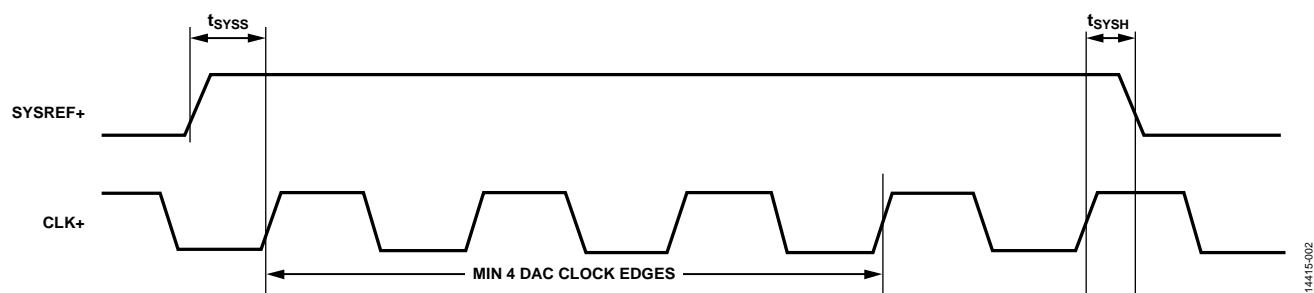 tSYSS
tSYSH
SYSREF+
CLK+
MIN 4 DAC CLOCK EDGES
14415-002